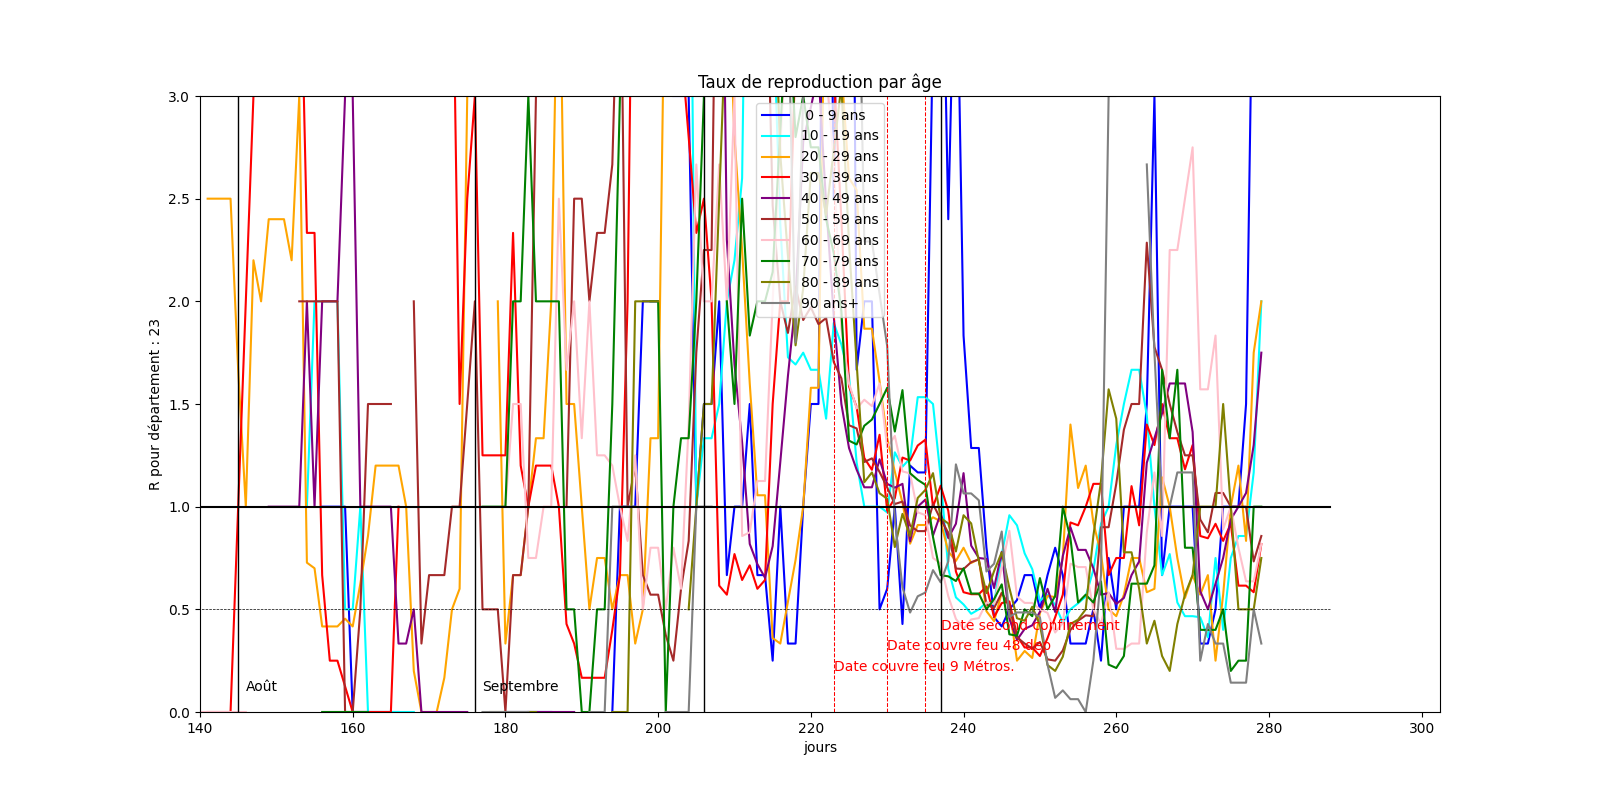 Taux de reproduction par âge
R pour département : 23
3.0
2.5
2.0
1.5
1.0
0.5
0.0
0 - 9 ans
10 - 19 ans
20 - 29 ans
30 - 39 ans
40 - 49 ans
50 - 59 ans
60 - 69 ans
70 - 79 ans
80 - 89 ans
90 ans+
Date second confinement
Date couvre feu 48 dep
Date couvre feu 9 Métros.
Août
Septembre
140 160 180 200 220 240 260 280 300
jours